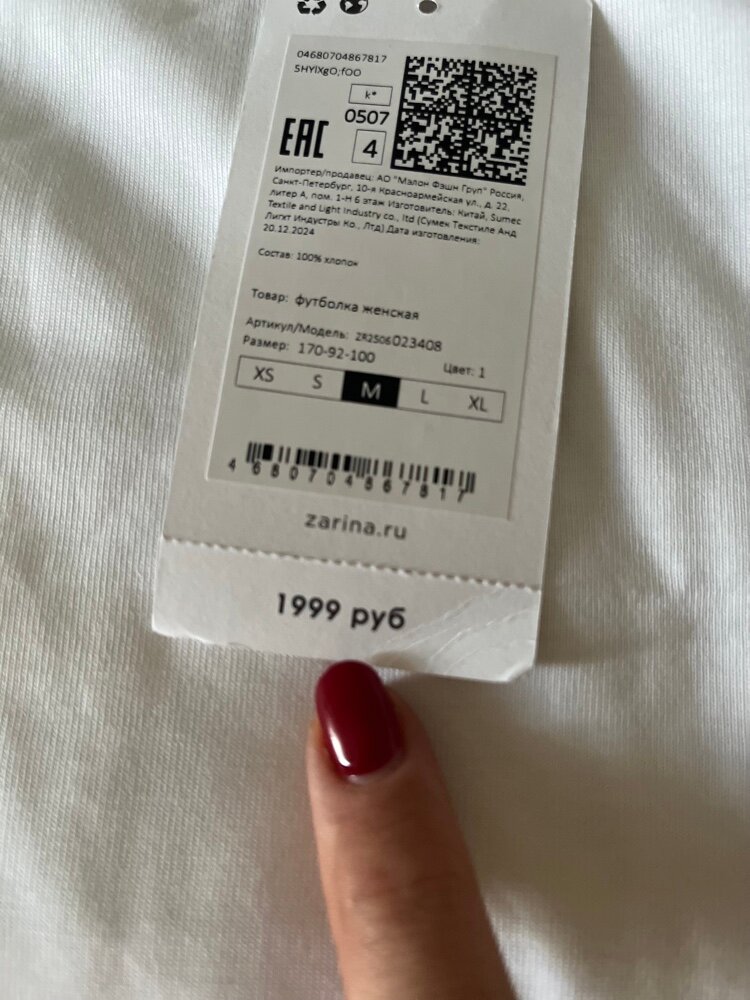 04680704867817
5HYlXgO;fOO
k*
0507
EAC
4
Импортер/продавец: АО "Мэлон Фэшн Груп" Россия,
Санкт-Петербург, 10-я Красноармейская ул., д. 22,
литер А, пом. 1-Н 6 этаж Изготовитель: Китай, Sumec
Textile and Light Industry co., ltd (Сумек Текстиле Анд
Лигхт Индустры Ко., Лтд) Дата изготовления:
20.12.2024
Состав: 100% хлопок
Товар: футболка женская
Артикул/Модель: ZR2506023408
Размер: 170-92-100 Цвет: 1
XS S M L XL
4 680704 867817
zarina.ru
1999 руб